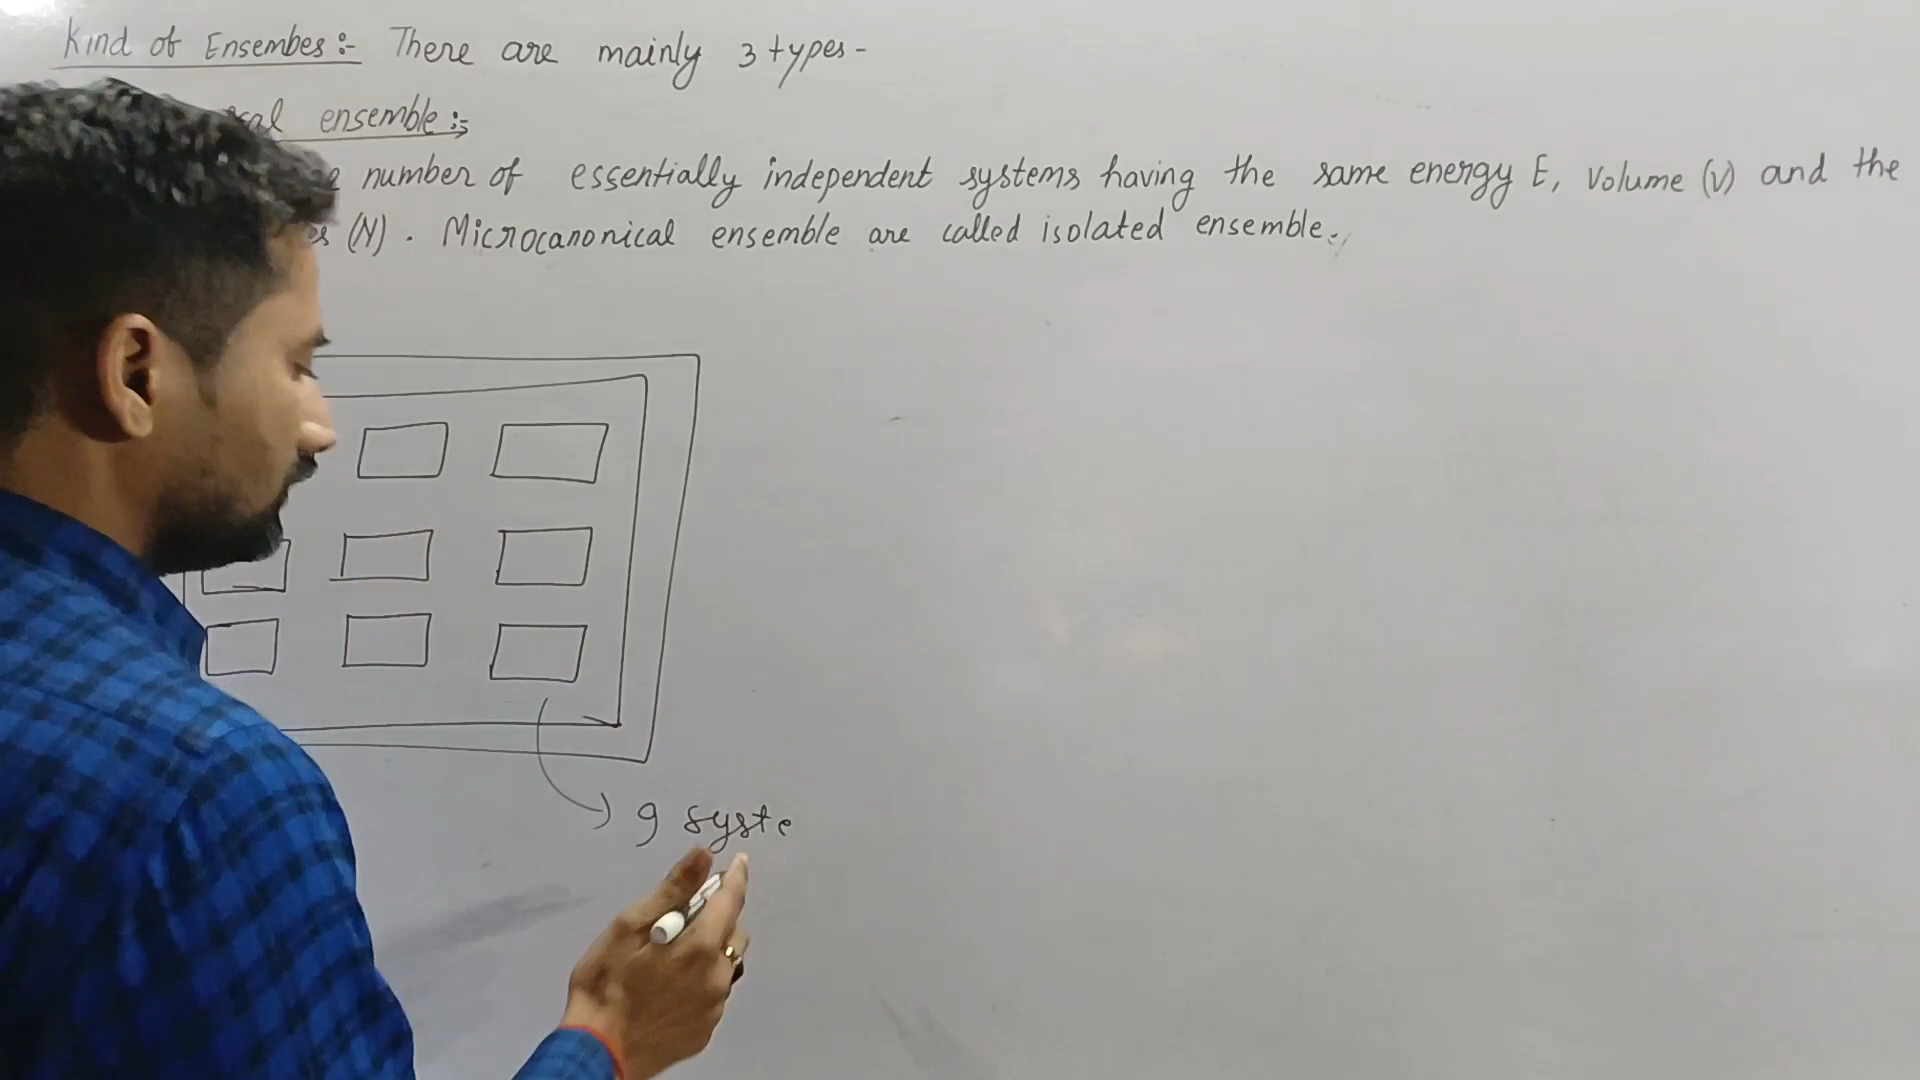 Kind of Ensembes :- There are mainly 3 types -
ensemble :-
number of essentially independent systems having the same energy E, Volume (V) and the
(N) . Microcanonical ensemble are called isolated ensemble.
9 syste